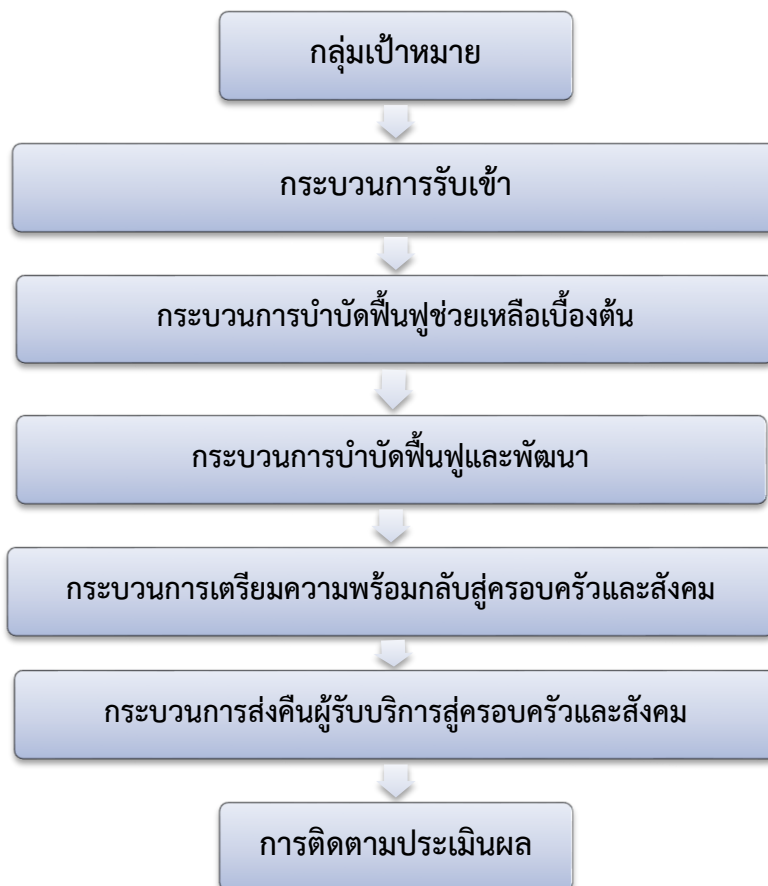 กลุ่มเป้าหมาย
กระบวนการรับเข้า
กระบวนการบำบัดฟื้นฟูช่วยเหลือเบื้องต้น
กระบวนการบำบัดฟื้นฟูและพัฒนา
กระบวนการเตรียมความพร้อมกลับสู่ครอบครัวและสังคม
กระบวนการส่งคืนผู้รับบริการสู่ครอบครัวและสังคม
การติดตามประเมินผล